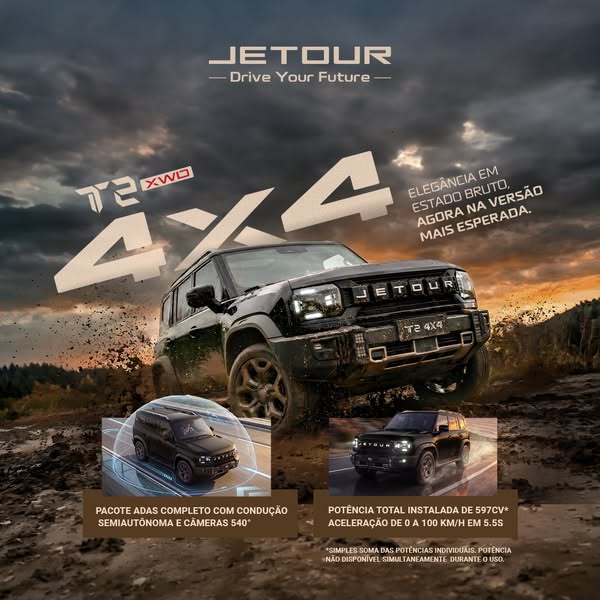 JETOUR
Drive Your Future
T2 XWD
4X4
ELEGÂNCIA EM
ESTADO BRUTO,
AGORA NA VERSÃO
MAIS ESPERADA.
JETOUR
T2 4X4
PACOTE ADAS COMPLETO COM CONDUÇÃO
SEMIAUTÔNOMA E CÂMERAS 540°
JETOUR
POTÊNCIA TOTAL INSTALADA DE 597CV*
ACELERAÇÃO DE 0 A 100 KM/H EM 5.5S
*SIMPLES SOMA DAS POTÊNCIAS INDIVIDUAIS. POTÊNCIA
NÃO DISPONÍVEL SIMULTANEAMENTE DURANTE O USO.